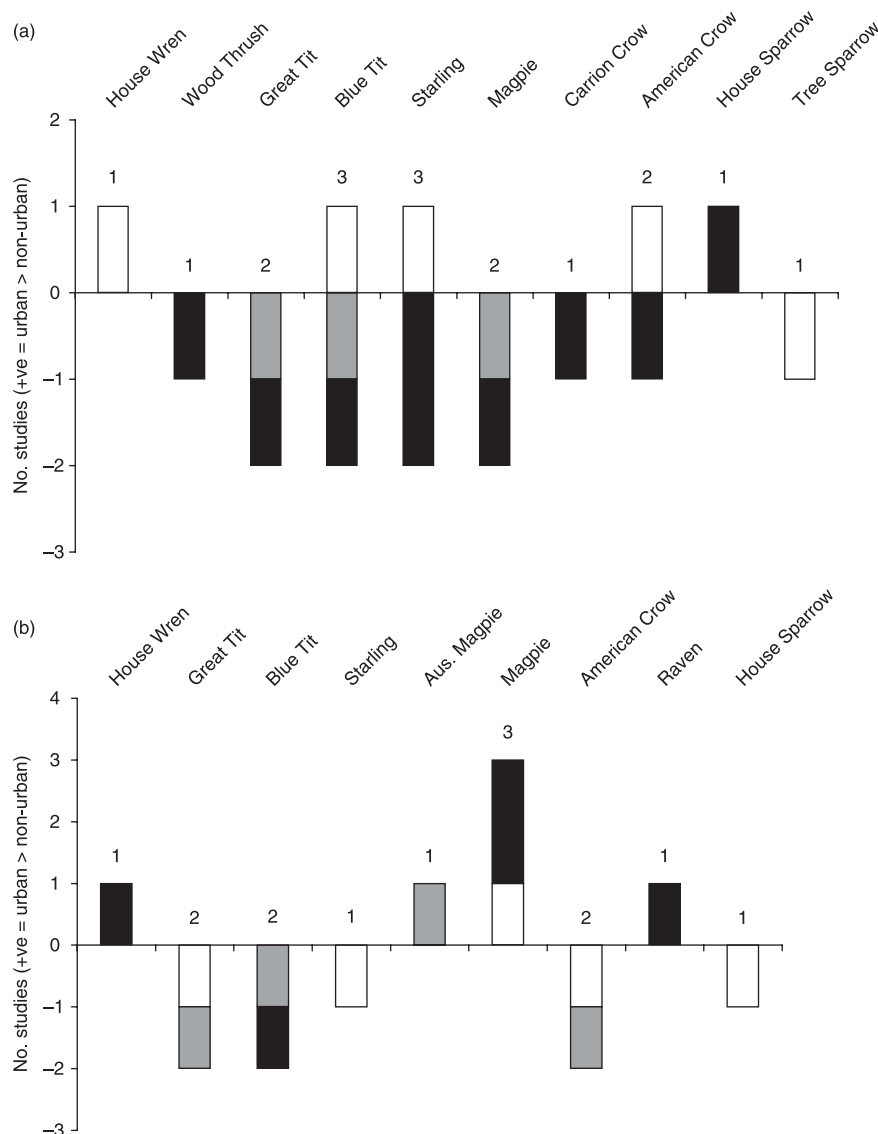 (a)
House Wren
Wood Thrush
Great Tit
Blue Tit
Starling
Magpie
Carrion Crow
American Crow
House Sparrow
Tree Sparrow
No. studies (+ve = urban > non-urban)
2
1
0
–1
–2
–3
1
1
2
3
3
2
1
2
1
1
(b)
House Wren
Great Tit
Blue Tit
Starling
Aus. Magpie
Magpie
American Crow
Raven
House Sparrow
No. studies (+ve = urban > non-urban)
4
3
2
1
0
–1
–2
–3
1
2
2
1
1
3
2
1
1